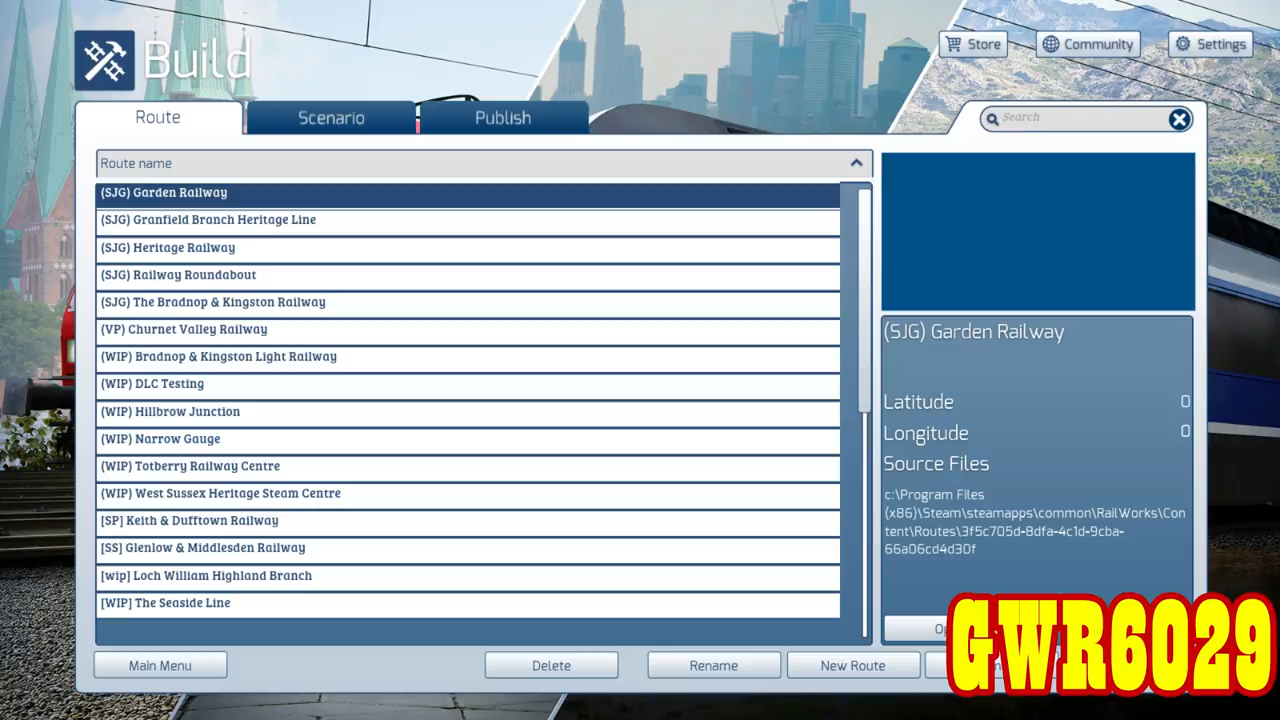 Build
Store
Community
Settings
Route
Scenario
Publish
Search
Route name
(SJG) Garden Railway
(SJG) Granfield Branch Heritage Line
(SJG) Heritage Railway
(SJG) Railway Roundabout
(SJG) The Bradnop & Kingston Railway
(VP) Churnet Valley Railway
(WIP) Bradnop & Kingston Light Railway
(WIP) DLC Testing
(WIP) Hillbrow Junction
(WIP) Narrow Gauge
(WIP) Totberry Railway Centre
(WIP) West Sussex Heritage Steam Centre
[SP] Keith & Dufftown Railway
[SS] Glenlow & Middlesden Railway
[wip] Loch William Highland Branch
[WIP] The Seaside Line
(SJG) Garden Railway
Latitude 0
Longitude 0
Source Files
c:\Program Files
(x86)\Steam\steamapps\common\RailWorks\Con
tent\Routes\3f5c705d-8dfa-4c1d-9cba-
66a06cd4d30f
Main Menu
Delete
Rename
New Route
GWR6029